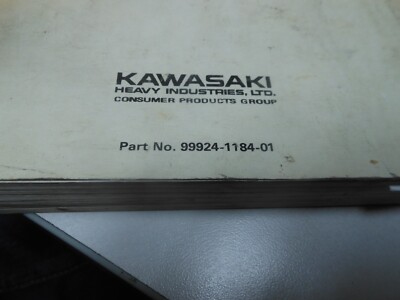 KAWASAKI
HEAVY INDUSTRIES, LTD.
CONSUMER PRODUCTS GROUP
Part No. 99924-1184-01